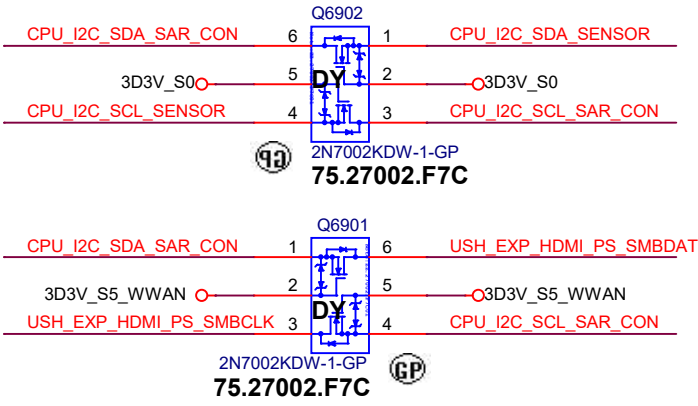 Q6902
CPU_I2C_SDA_SAR_CON 6 1 CPU_I2C_SDA_SENSOR
3D3V_S0 5 DY 2 3D3V_S0
CPU_I2C_SCL_SENSOR 4 3 CPU_I2C_SCL_SAR_CON
GP 2N7002KDW-1-GP
75.27002.F7C
Q6901
CPU_I2C_SDA_SAR_CON 1 6 USH_EXP_HDMI_PS_SMBDAT
3D3V_S5_WWAN 2 DY 5 3D3V_S5_WWAN
USH_EXP_HDMI_PS_SMBCLK 3 4 CPU_I2C_SCL_SAR_CON
2N7002KDW-1-GP GP
75.27002.F7C